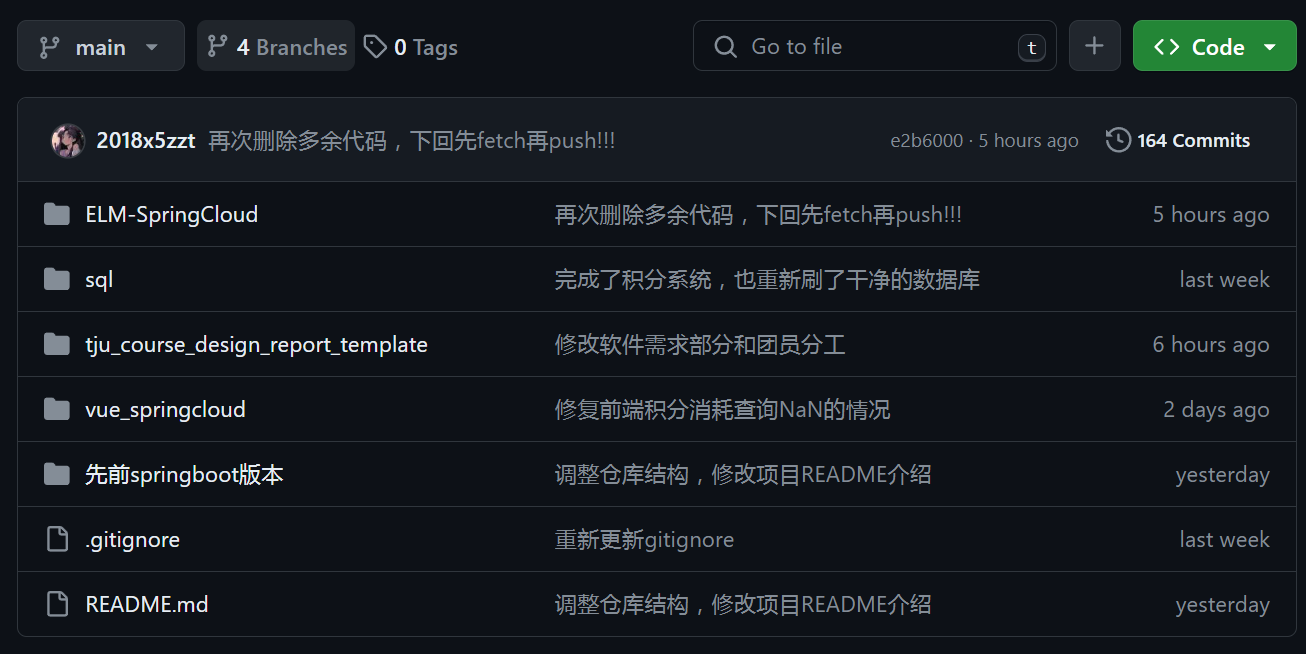 main 4 Branches 0 Tags Go to file t Code
2018x5zzt 再次删除多余代码，下回先fetch再push!!! e2b6000 · 5 hours ago 164 Commits
ELM-SpringCloud 再次删除多余代码，下回先fetch再push!!! 5 hours ago
sql 完成了积分系统，也重新刷了干净的数据库 last week
tju_course_design_report_template 修改软件需求部分和团员分工 6 hours ago
vue_springcloud 修复前端积分消耗查询NaN的情况 2 days ago
先前springboot版本 调整仓库结构，修改项目README介绍 yesterday
.gitignore 重新更新gitignore last week
README.md 调整仓库结构，修改项目README介绍 yesterday